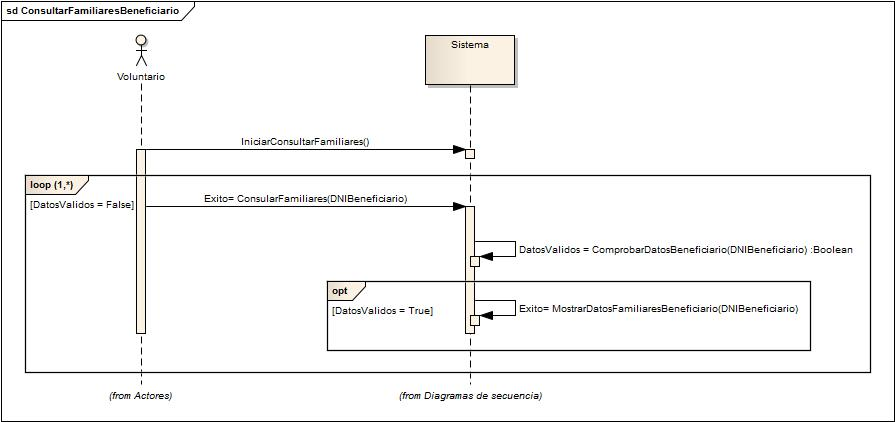 sd ConsultarFamiliaresBeneficiario
Voluntario
Sistema
IniciarConsultarFamiliares()
loop (1,*)
[DatosValidos = False]
Exito= ConsularFamiliares(DNIBeneficiario)
DatosValidos = ComprobarDatosBeneficiario(DNIBeneficiario) :Boolean
opt
[DatosValidos = True]
Exito= MostrarDatosFamiliaresBeneficiario(DNIBeneficiario)
(from Actores)
(from Diagramas de secuencia)